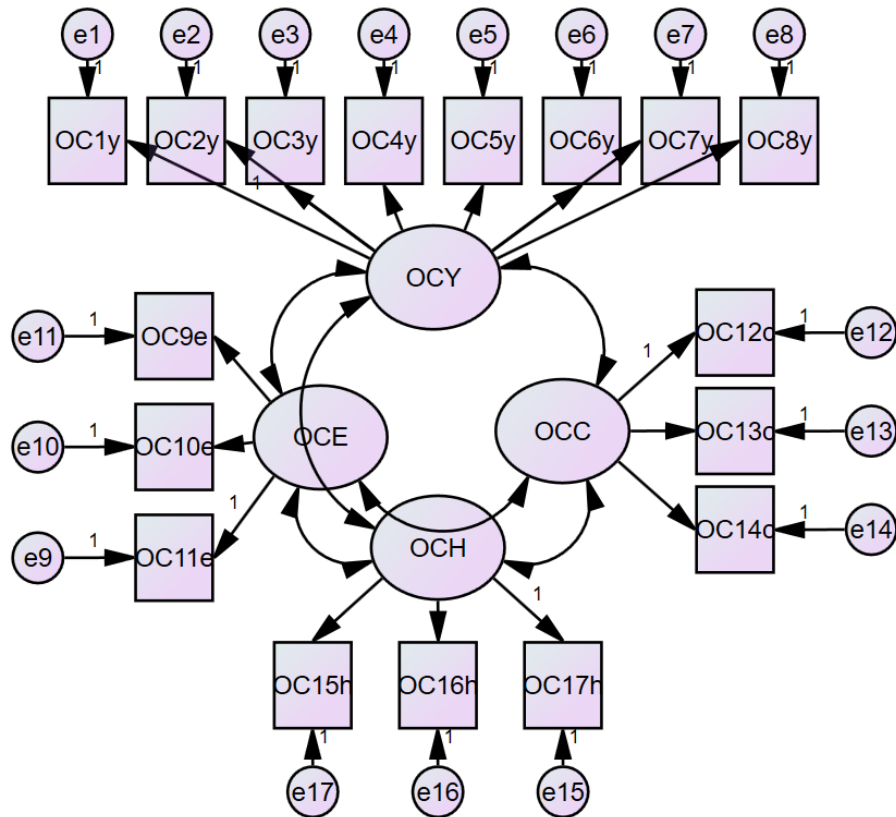 e1 e2 e3 e4 e5 e6 e7 e8
1 1 1 1 1 1 1 1
OC1y OC2y OC3y OC4y OC5y OC6y OC7y OC8y
1
OCY
e11 1 OC9e
OC12c 1 e12
1
e10 1 OC10e
OCE
OCC
OC13c 1 e13
1
e9 1 OC11e
OCH
OC14c 1 e14
1
OC15h OC16h OC17h
1 1 1
e17 e16 e15